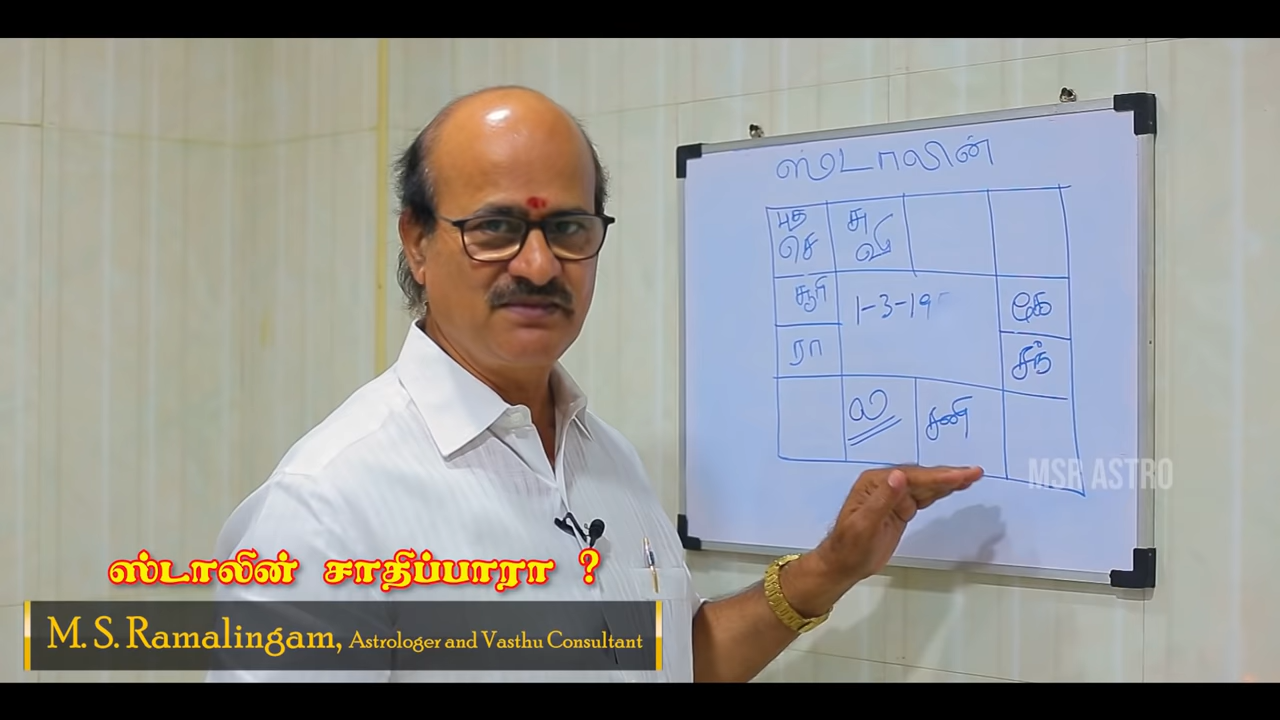 ஸ்டாலின்
புத
செ
சு
வி
சூரி
1-3-19
கே
ரா
சந்
ல
சனி
MSR ASTRO
ஸ்டாலின் சாதிப்பாரா ?
M. S. Ramalingam, Astrologer and Vasthu Consultant